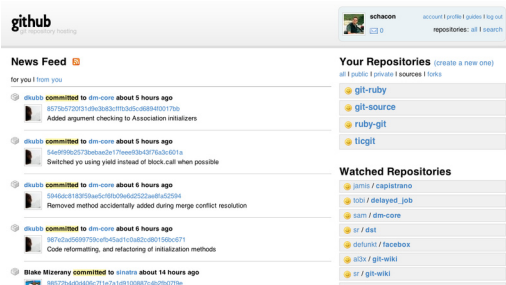 github
git repository hosting
schacon
account | profile | guides | log out
0
repositories: all | search
News Feed
for you | from you
dkubb committed to dm-core about 5 hours ago
8575b5720f31d9e3b83cfffb3d5cd6894f0017bb
Added argument checking to Association initializers
dkubb committed to dm-core about 5 hours ago
54e9f99b2573bebae2e17feee93b43f76a3c601a
Switched yo using yield instead of block.call when possible
dkubb committed to dm-core about 6 hours ago
Removed method accidentally added during merge conflict resolution
dkubb committed to dm-core about 6 hours ago
987e2ad5699759cefb45ad1c0a82cd80156bc671
Code reformatting, and refactoring of initialization methods
Blake Mizerany committed to sinatra about 14 hours ago
Your Repositories (create a new one)
all | public | private | sources | forks
git-ruby
git-source
ruby-git
ticgit
Watched Repositories
jamis / capistrano
tobi / delayed_job
sam / dm-core
sr / dst
defunkt / facebox
al3x / git-wiki
sr / git-wiki